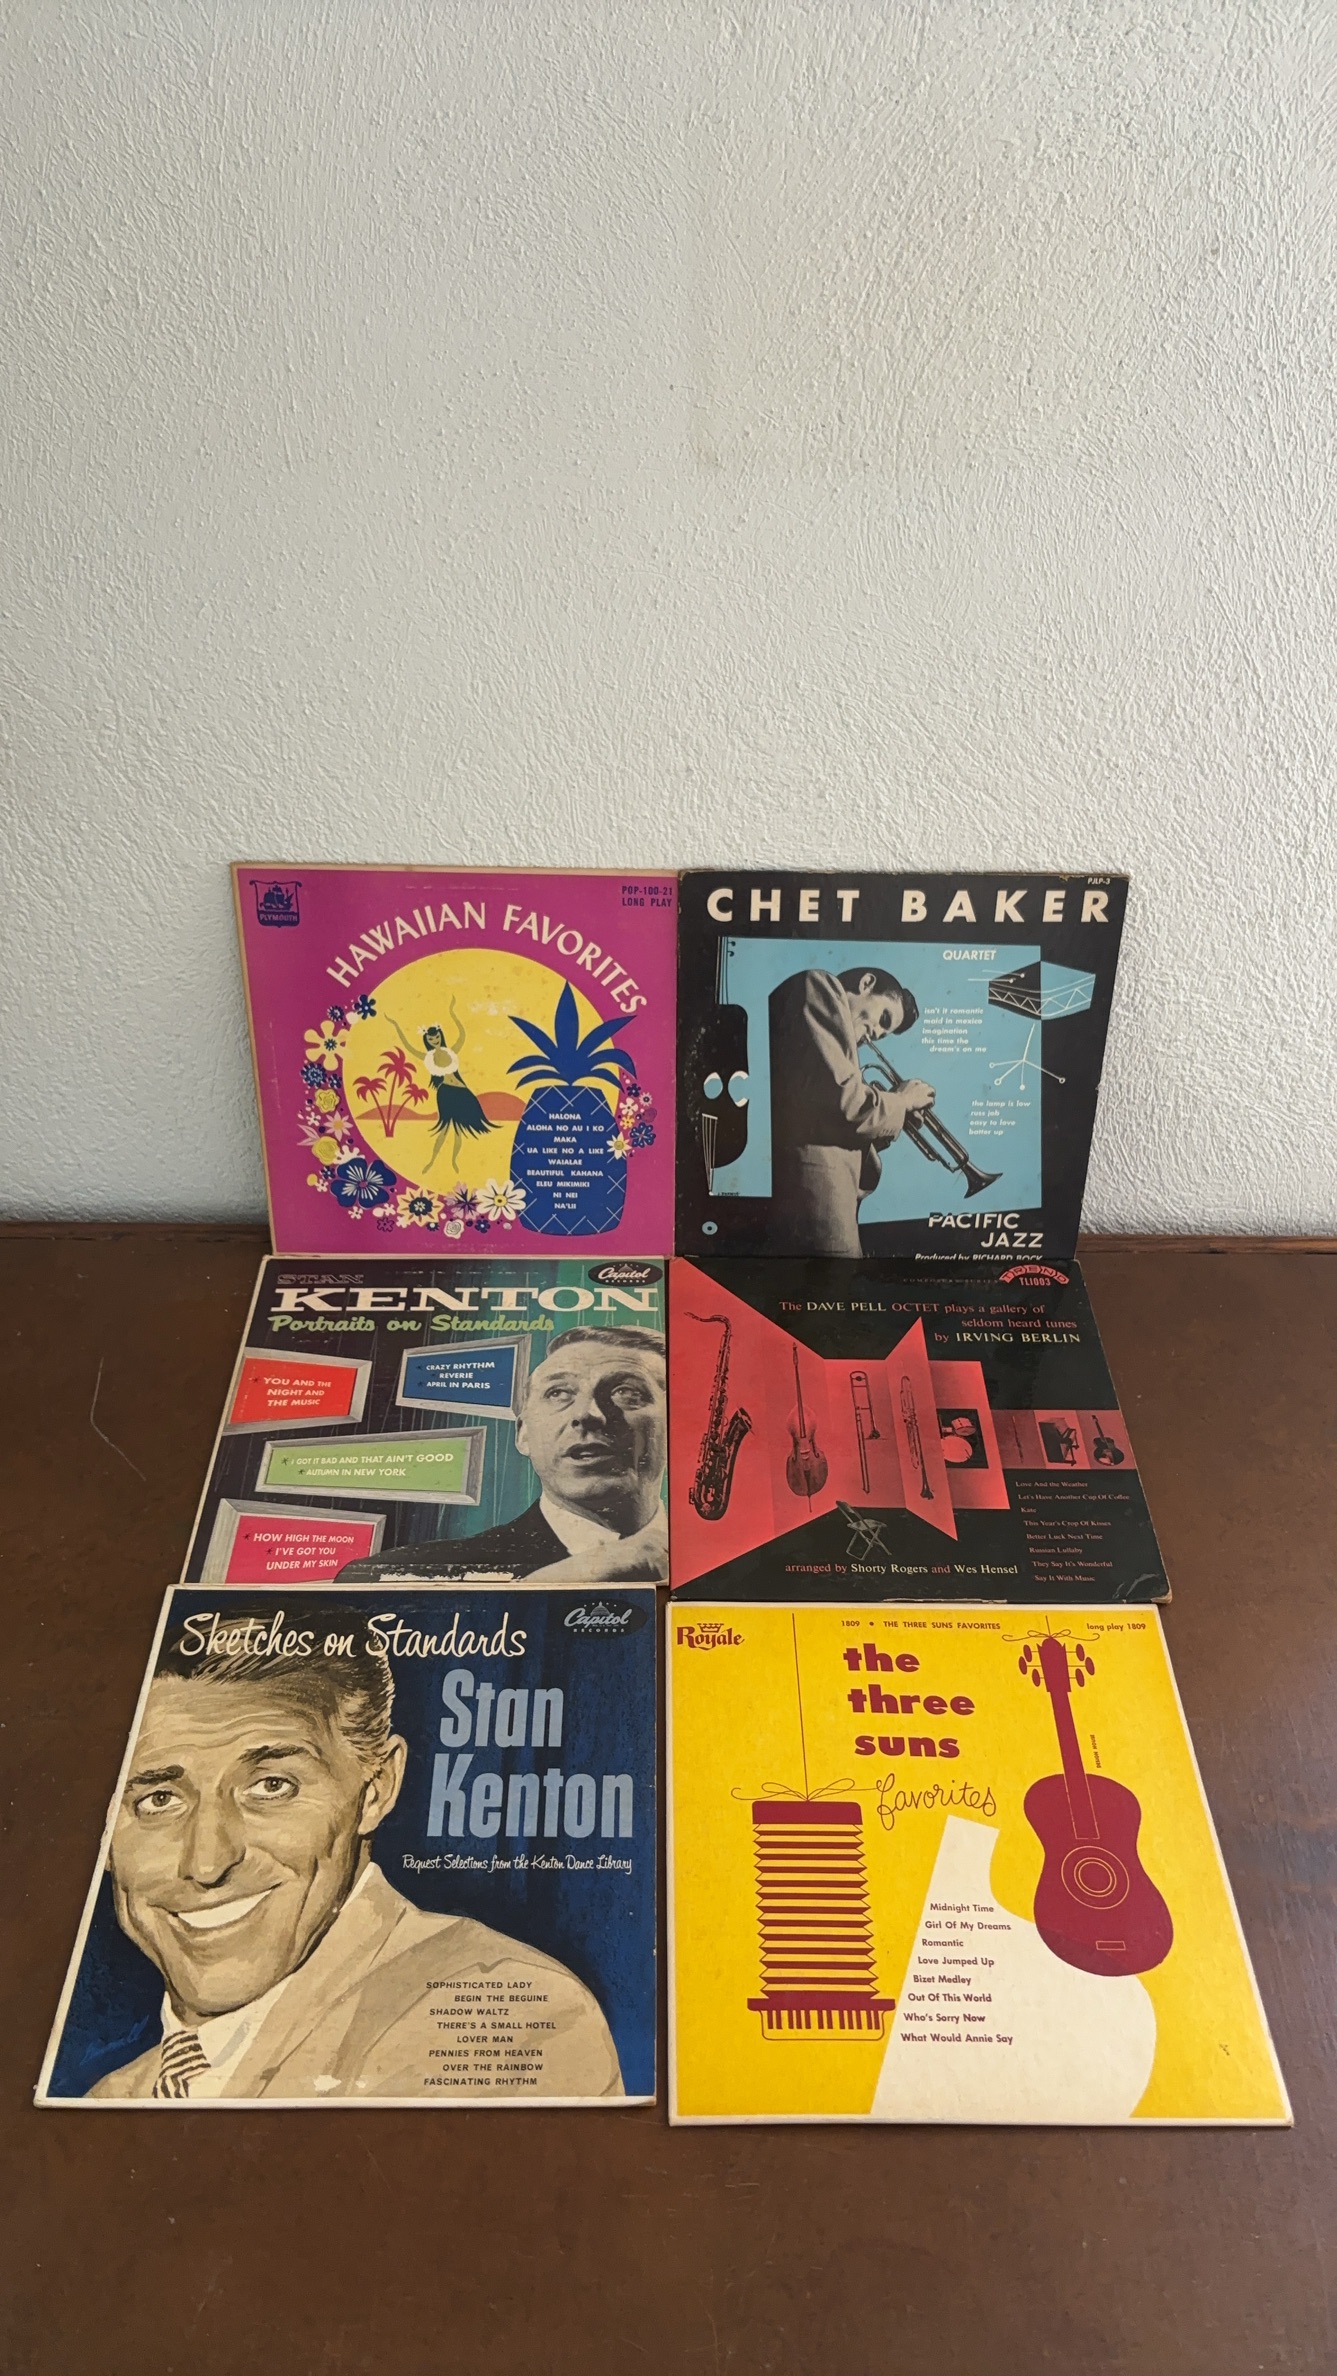 PLYMOUTH
POP-100-21
LONG PLAY
HAWAIIAN FAVORITES
HALONA
ALOHA NO AU I KO
MAKA
UA LIKE NO A LIKE
WAIALAE
BEAUTIFUL KAHANA
ELEU MIKIMIKI
NI NEI
NA'LII
PJLP-3
CHET BAKER
QUARTET
isn't it romantic
maid in mexico
imagination
this time the
dream's on me
the lamp is low
russ job
easy to love
batter up
PACIFIC
JAZZ
Produced by RICHARD BOCK
STAN
KENTON
Capitol
RECORDS
Portraits on Standards
YOU AND THE
NIGHT AND
THE MUSIC
CRAZY RHYTHM
REVERIE
APRIL IN PARIS
I GOT IT BAD AND THAT AIN'T GOOD
AUTUMN IN NEW YORK
HOW HIGH THE MOON
I'VE GOT YOU
UNDER MY SKIN
TREND
TL1003
The DAVE PELL OCTET plays a gallery of
seldom heard tunes
by IRVING BERLIN
Love And the Weather
Let's Have Another Cup Of Coffee
Kate
This Year's Crop Of Kisses
Better Luck Next Time
Russian Lullaby
They Say It's Wonderful
Say It With Music
arranged by Shorty Rogers and Wes Hensel
Sketches on Standards
Capitol
RECORDS
Stan
Kenton
Request Selections from the Kenton Dance Library
SOPHISTICATED LADY
BEGIN THE BEGUINE
SHADOW WALTZ
THERE'S A SMALL HOTEL
LOVER MAN
PENNIES FROM HEAVEN
OVER THE RAINBOW
FASCINATING RHYTHM
Royale
1809 • THE THREE SUNS FAVORITES
long play 1809
the
three
suns
favorites
Midnight Time
Girl Of My Dreams
Romantic
Love Jumped Up
Bizet Medley
Out Of This World
Who's Sorry Now
What Would Annie Say